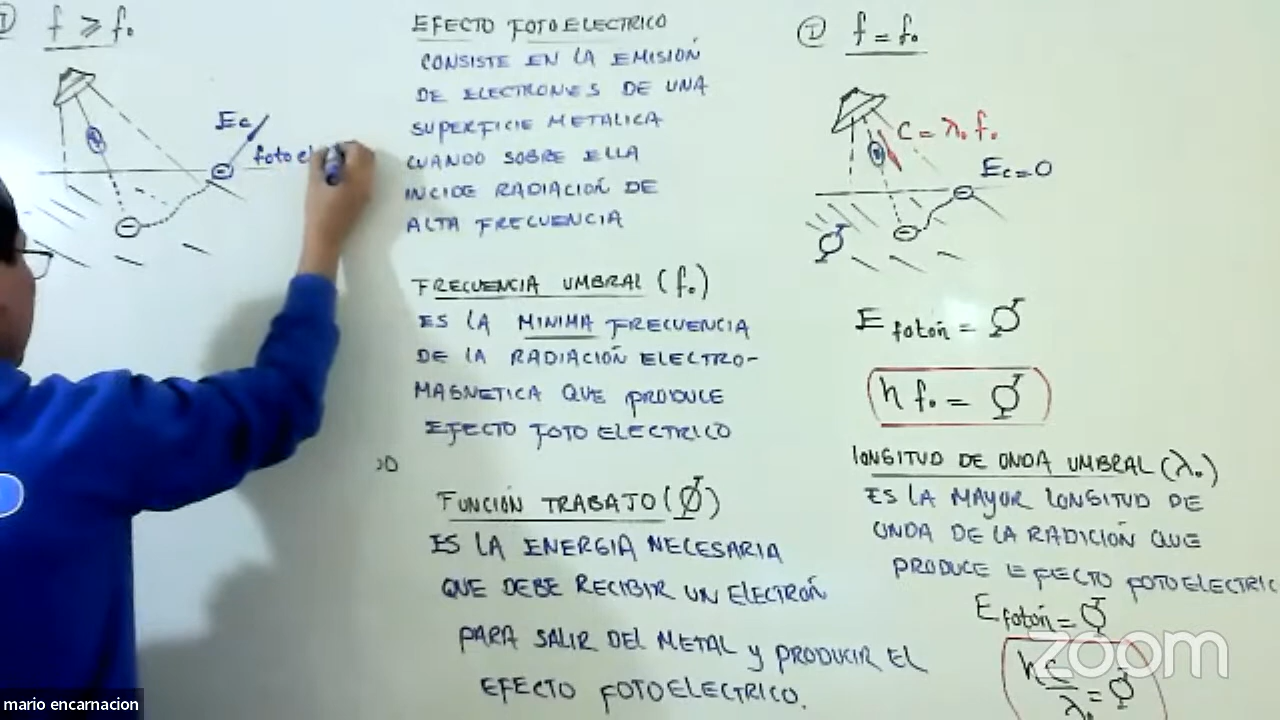 I) f ≥ f₀
Ec
foto el
EFECTO FOTOELECTRICO
CONSISTE EN LA EMISIÓN
DE ELECTRONES DE UNA
SUPERFICIE METALICA
CUANDO SOBRE ELLA
INCIDE RADIACIÓN DE
ALTA FRECUENCIA
FRECUENCIA UMBRAL (f₀)
ES LA MINIMA FRECUENCIA
DE LA RADIACIÓN ELECTRO-
MAGNETICA QUE PRODUCE
EFECTO FOTOELECTRICO
FUNCIÓN TRABAJO (Ø)
ES LA ENERGIA NECESARIA
QUE DEBE RECIBIR UN ELECTRÓN
PARA SALIR DEL METAL y PRODUCIR EL
EFECTO FOTOELECTRICO.
I) f = f₀
C = λ₀ f₀
Ec=0
Ø
E fotón = Ø
h f₀ = Ø
LONGITUD DE ONDA UMBRAL (λ₀)
ES LA MAyOR LONGITUD DE
ONDA DE LA RADICIÓN QUE
PRODUCE EFECTO FOTOELECTRIC
E fotón = Ø
hc/λ₀ = Ø
zoom
mario encarnacion